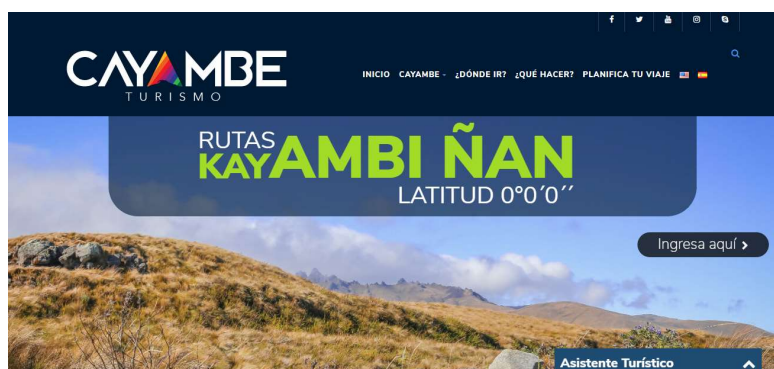 CAYAMBE
TURISMO
INICIO CAYAMBE ¿DÓNDE IR? ¿QUÉ HACER? PLANIFICA TU VIAJE
RUTAS
KAYAMBI ÑAN
LATITUD 0°0´0´´
Ingresa aquí
Asistente Turístico